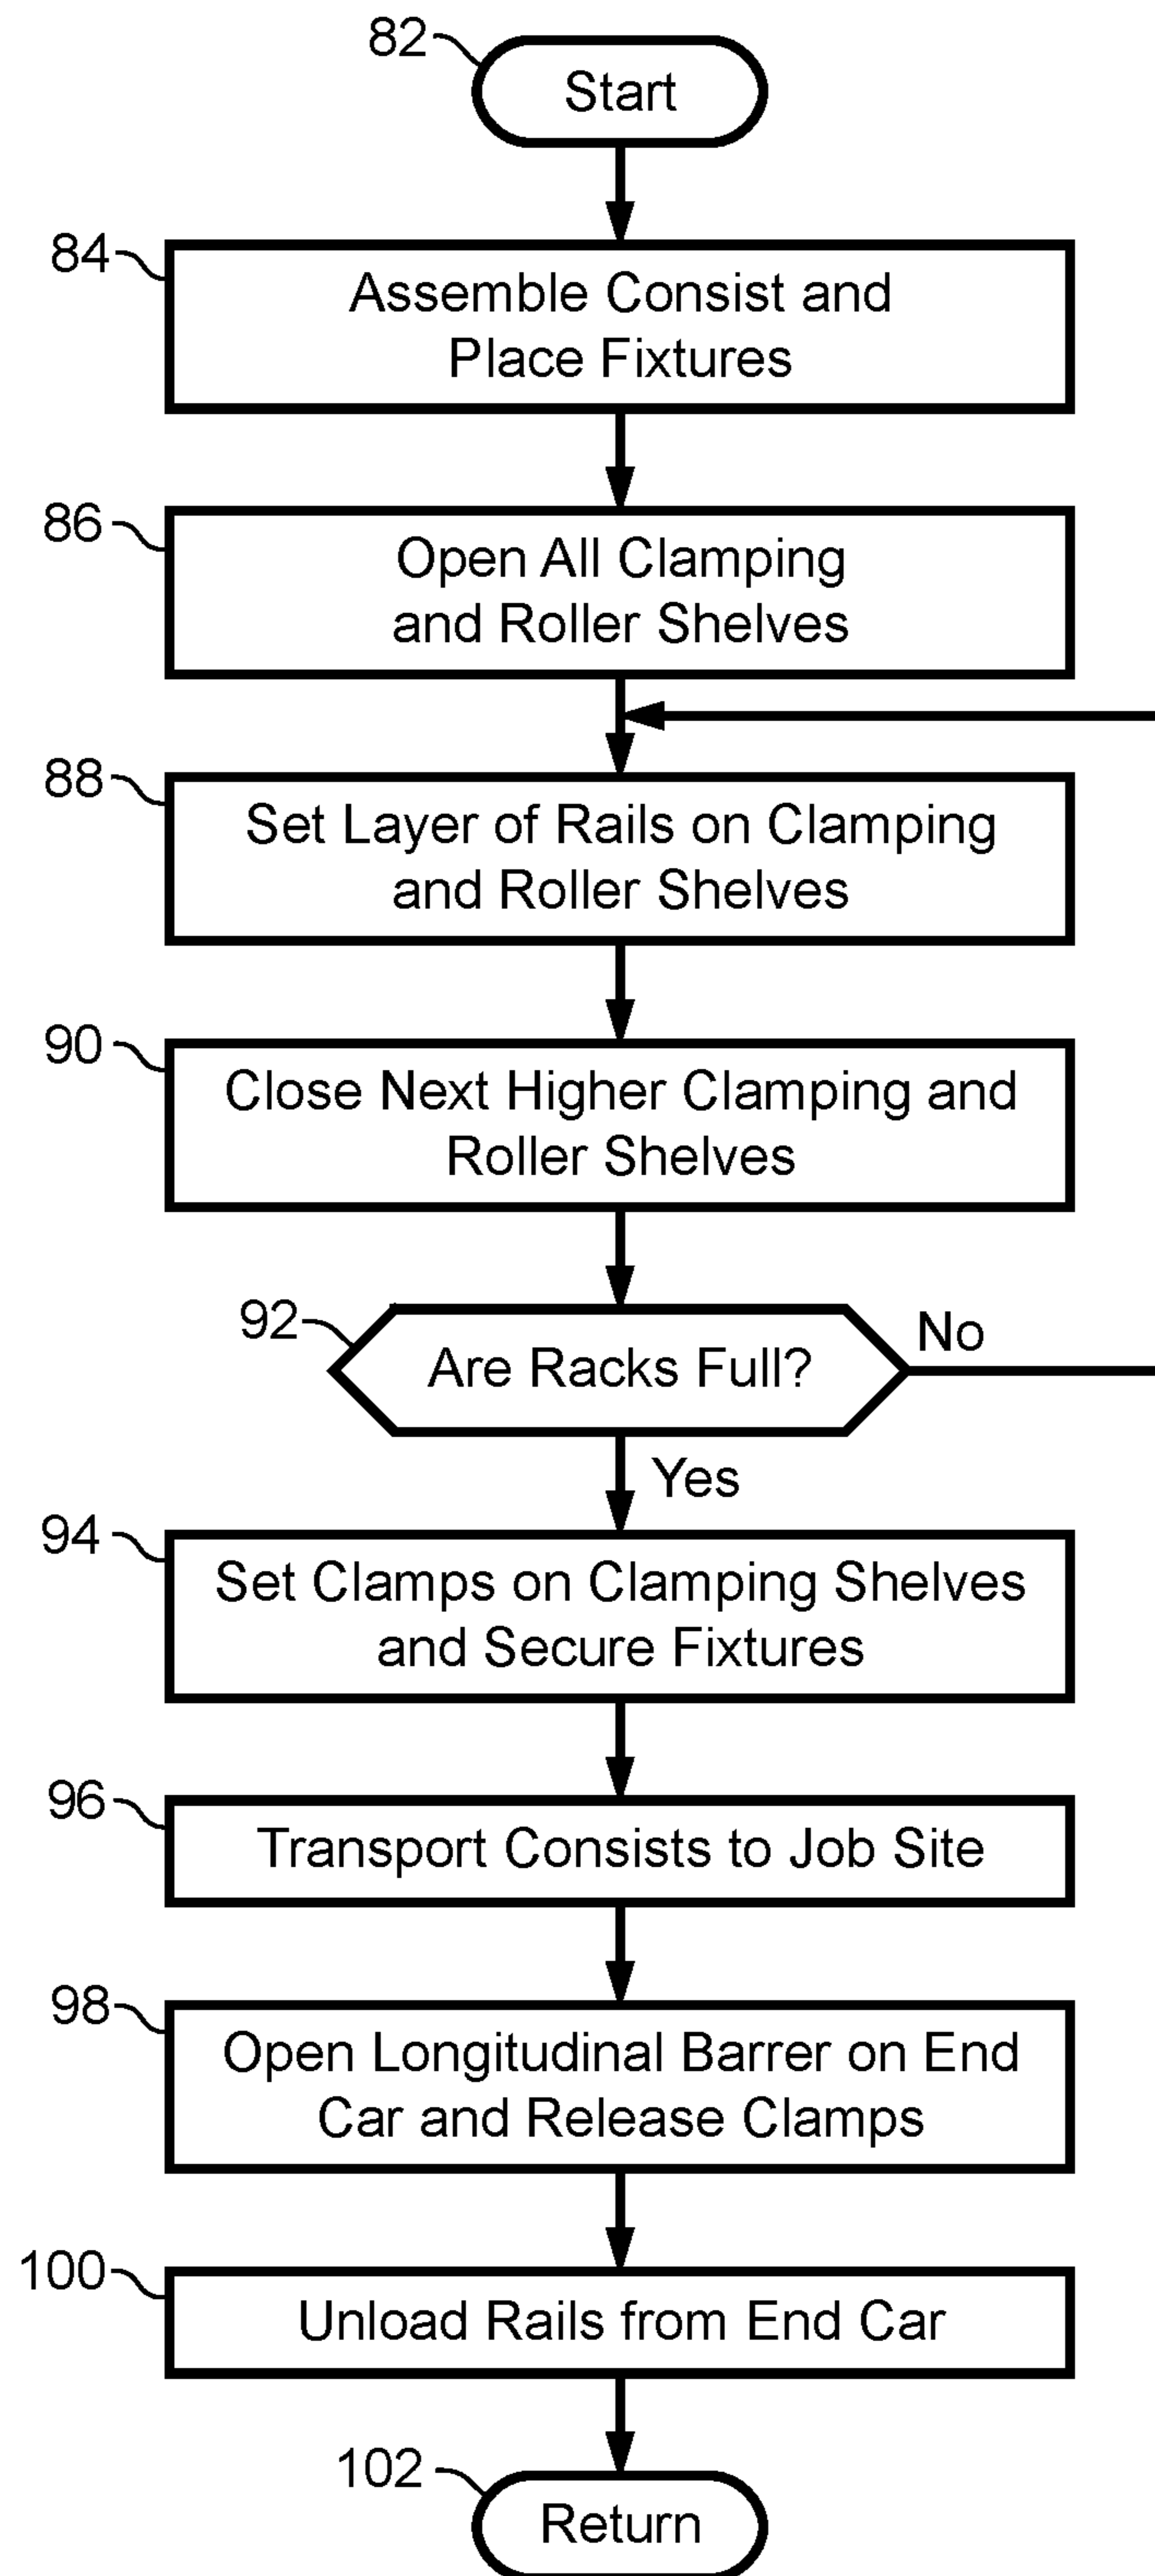 82
Start
84
Assemble Consist and
Place Fixtures
86
Open All Clamping
and Roller Shelves
88
Set Layer of Rails on Clamping
and Roller Shelves
90
Close Next Higher Clamping and
Roller Shelves
92
Are Racks Full?
No
Yes
94
Set Clamps on Clamping Shelves
and Secure Fixtures
96
Transport Consists to Job Site
98
Open Longitudinal Barrer on End
Car and Release Clamps
100
Unload Rails from End Car
102
Return